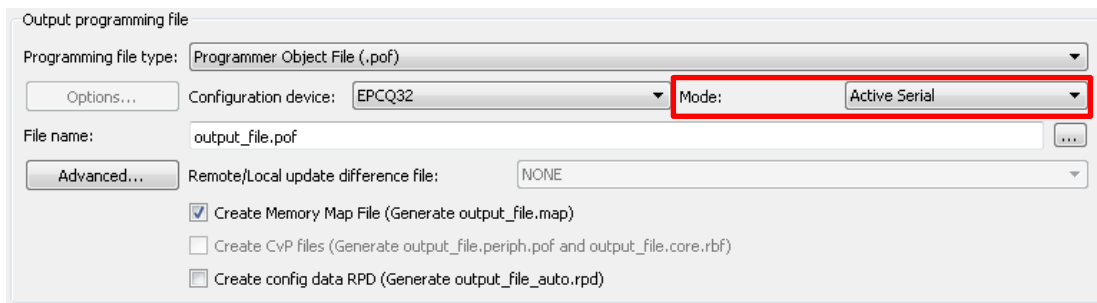 Output programming file
Programming file type: Programmer Object File (.pof)
Options... Configuration device: EPCQ32 Mode: Active Serial
File name: output_file.pof ...
Advanced... Remote/Local update difference file: NONE
Create Memory Map File (Generate output_file.map)
Create CvP files (Generate output_file.periph.pof and output_file.core.rbf)
Create config data RPD (Generate output_file_auto.rpd)